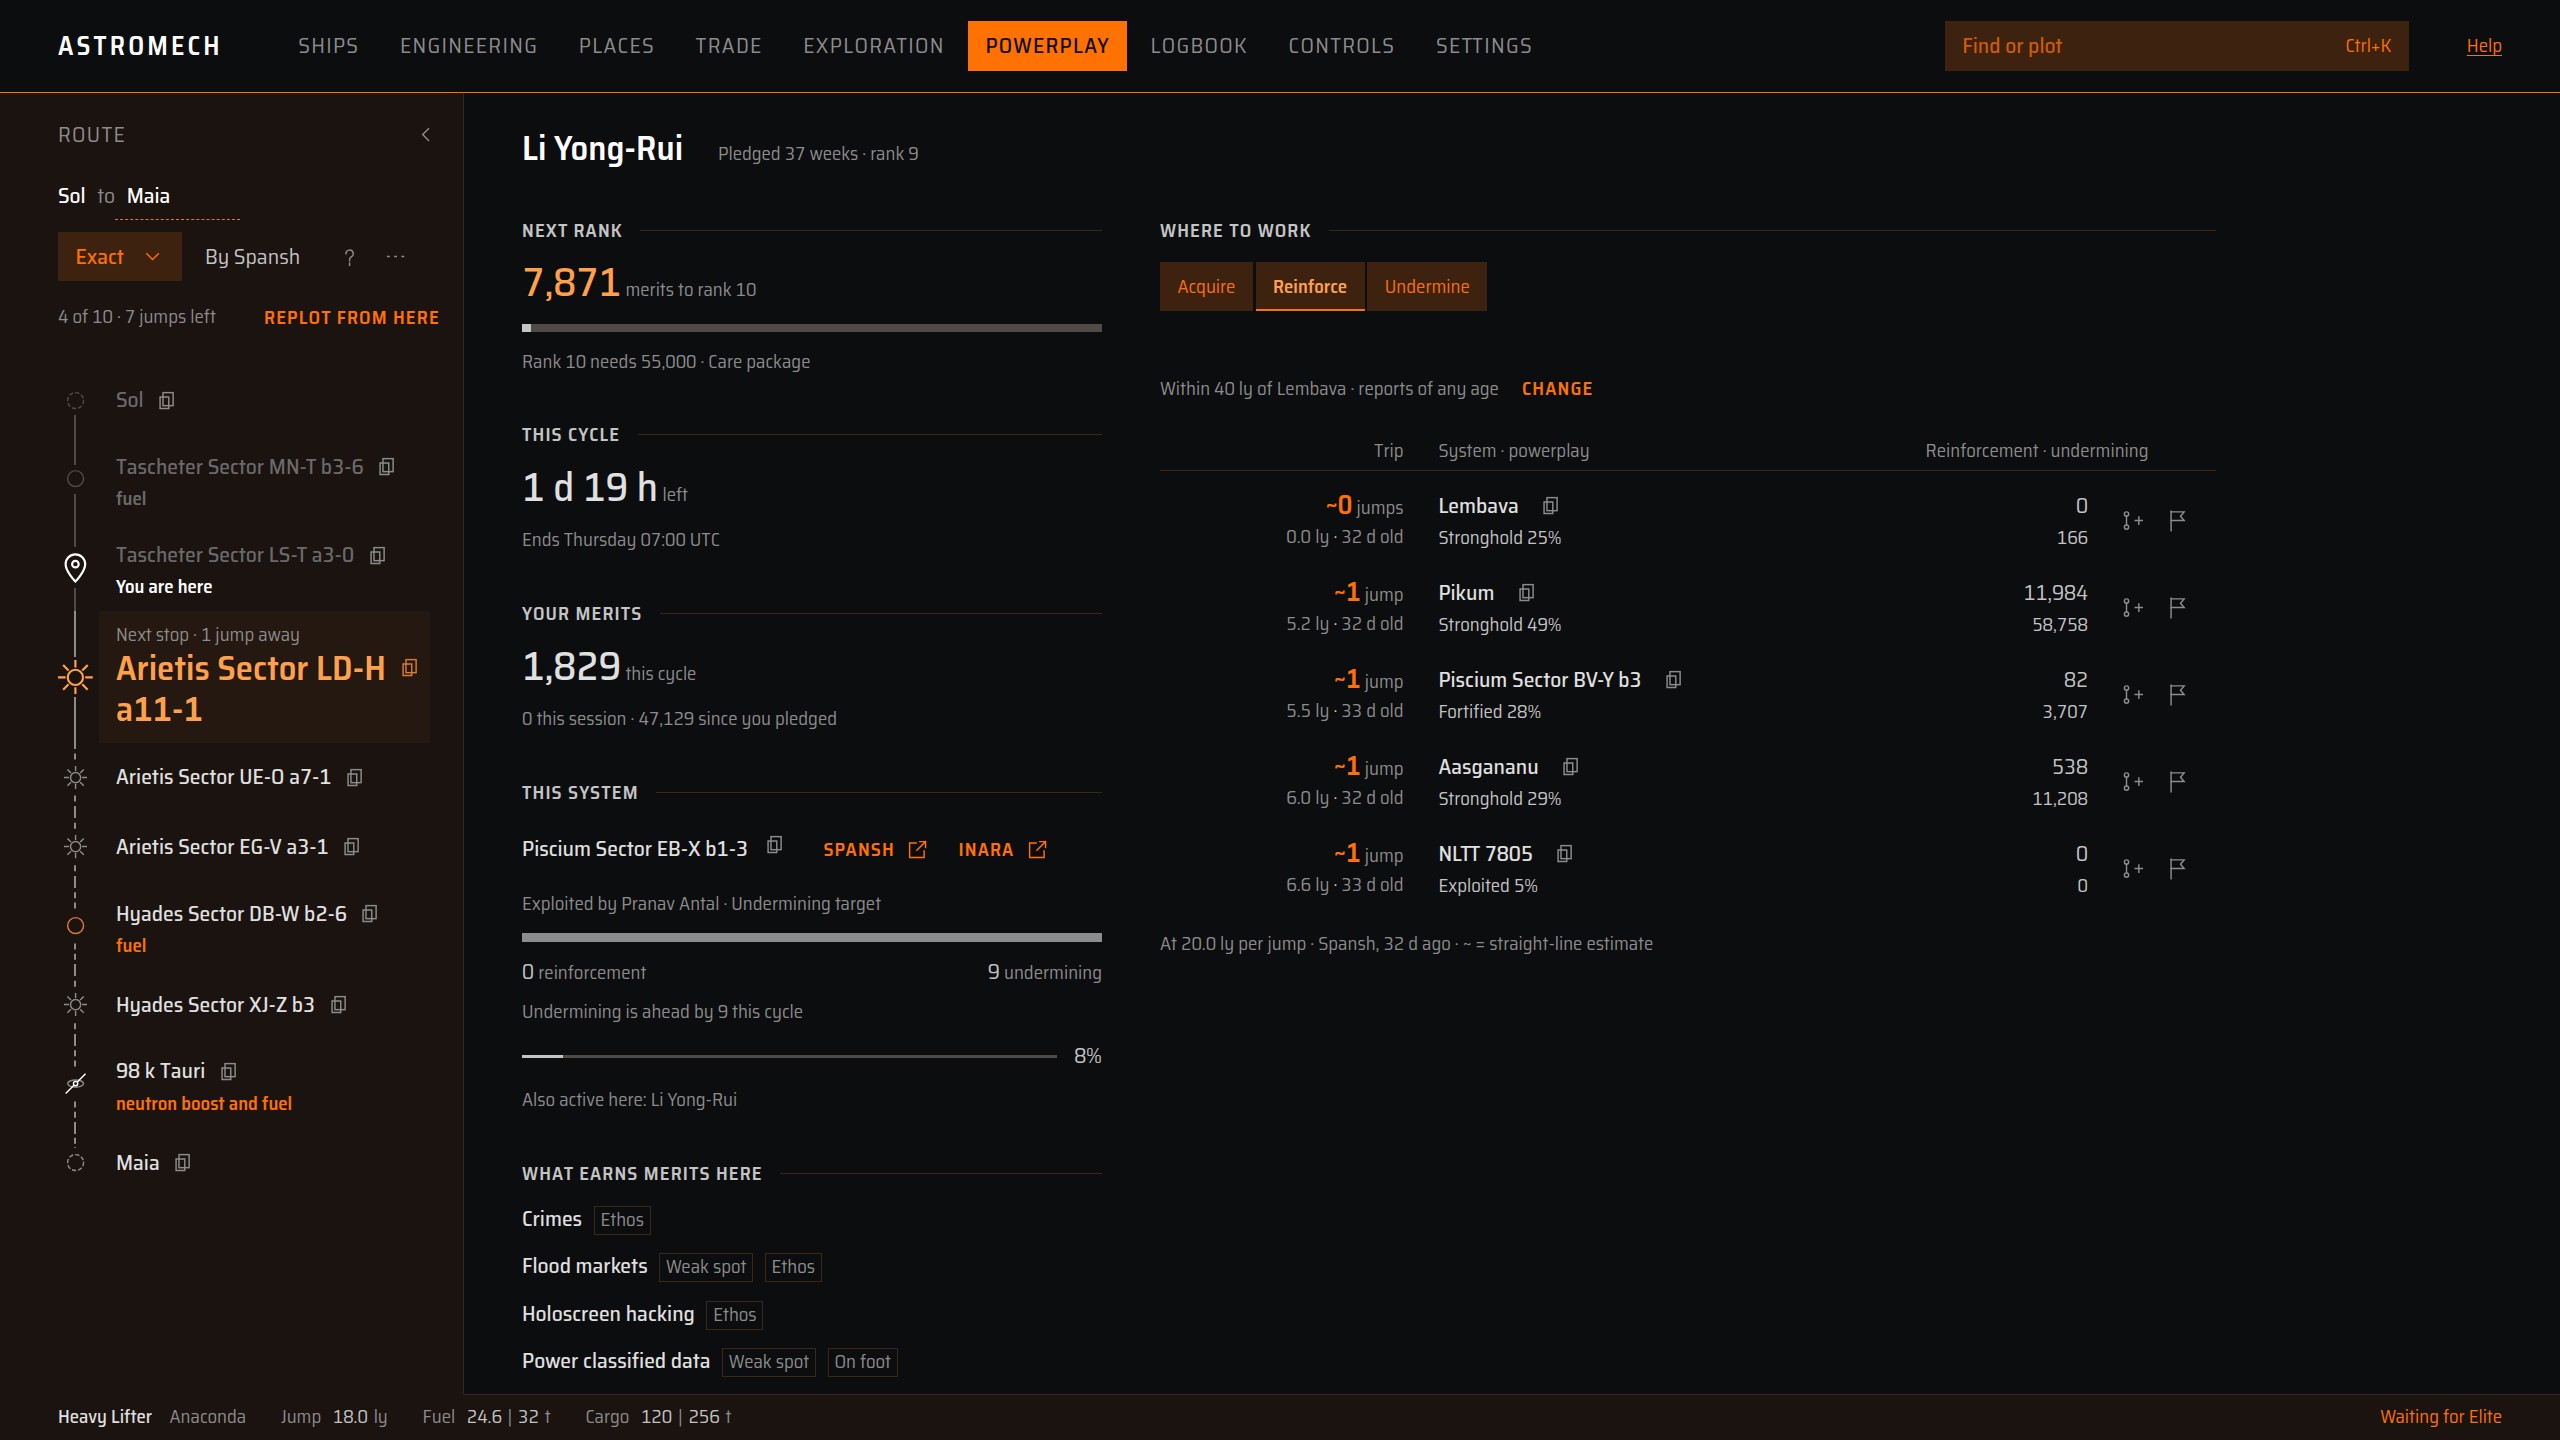 ASTROMECH
SHIPS ENGINEERING PLACES TRADE EXPLORATION POWERPLAY LOGBOOK CONTROLS SETTINGS
Find or plot Ctrl+K
Help
ROUTE
Sol to Maia
Exact By Spansh ? ···
4 of 10 · 7 jumps left REPLOT FROM HERE
Sol
Tascheter Sector MN-T b3-6
fuel
Tascheter Sector LS-T a3-0
You are here
Next stop · 1 jump away
Arietis Sector LD-H
a11-1
Arietis Sector UE-O a7-1
Arietis Sector EG-V a3-1
Hyades Sector DB-W b2-6
fuel
Hyades Sector XJ-Z b3
98 k Tauri
neutron boost and fuel
Maia
Li Yong-Rui Pledged 37 weeks · rank 9
NEXT RANK
7,871 merits to rank 10
Rank 10 needs 55,000 · Care package
THIS CYCLE
1 d 19 h left
Ends Thursday 07:00 UTC
YOUR MERITS
1,829 this cycle
0 this session · 47,129 since you pledged
THIS SYSTEM
Piscium Sector EB-X b1-3 SPANSH INARA
Exploited by Pranav Antal · Undermining target
0 reinforcement 9 undermining
Undermining is ahead by 9 this cycle
8%
Also active here: Li Yong-Rui
WHAT EARNS MERITS HERE
Crimes Ethos
Flood markets Weak spot Ethos
Holoscreen hacking Ethos
Power classified data Weak spot On foot
WHERE TO WORK
Acquire Reinforce Undermine
Within 40 ly of Lembava · reports of any age CHANGE
Trip System · powerplay Reinforcement · undermining
~0 jumps Lembava 0
0.0 ly · 32 d old Stronghold 25% 166
~1 jump Pikum 11,984
5.2 ly · 32 d old Stronghold 49% 58,758
~1 jump Piscium Sector BV-Y b3 82
5.5 ly · 33 d old Fortified 28% 3,707
~1 jump Aasgananu 538
6.0 ly · 32 d old Stronghold 29% 11,208
~1 jump NLTT 7805 0
6.6 ly · 33 d old Exploited 5% 0
At 20.0 ly per jump · Spansh, 32 d ago · ~ = straight-line estimate
Heavy Lifter Anaconda Jump 18.0 ly Fuel 24.6 | 32 t Cargo 120 | 256 t
Waiting for Elite